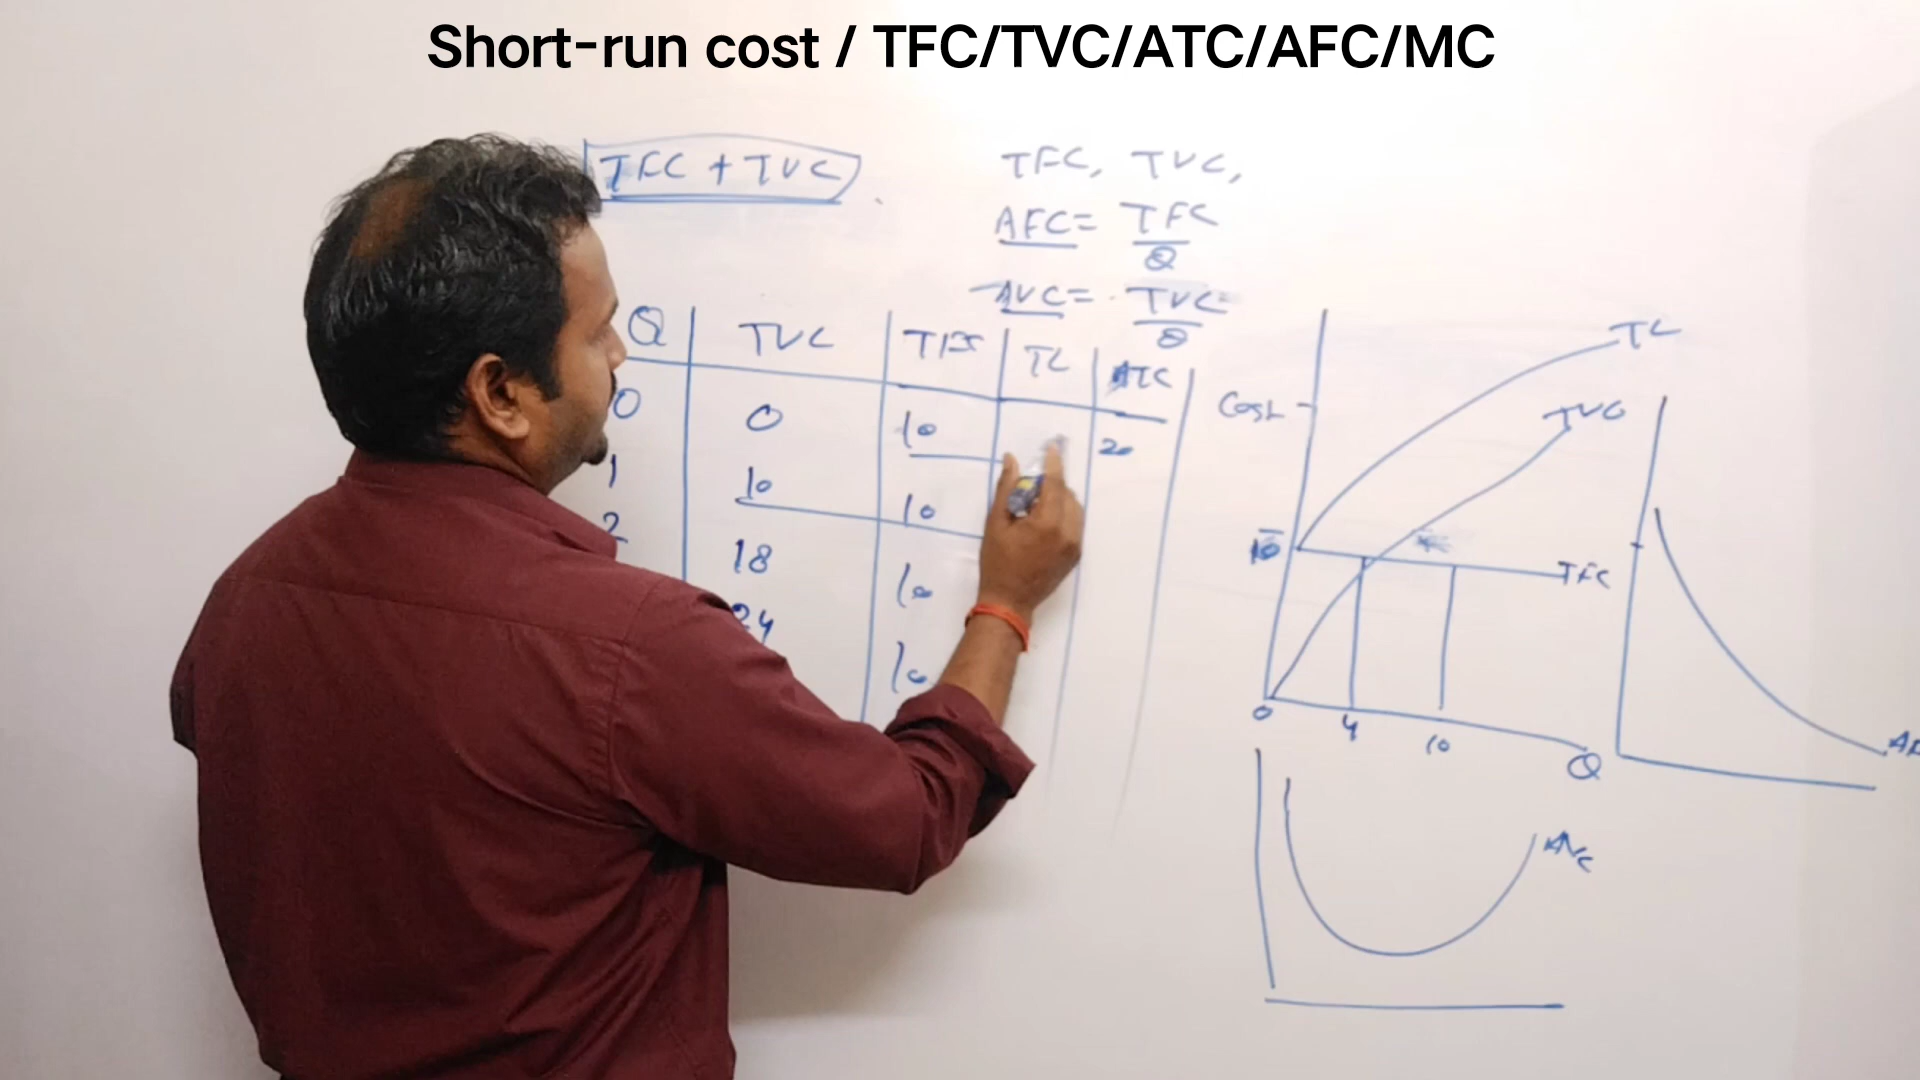 Short-run cost / TFC/TVC/ATC/AFC/MC
TFC + TVC
TFC, TVC,
AFC = TFC
Q
AVC = TVC
Q
Q TVC TFC TC ATC
0 0 10 20
1 10 10
2 18 10
24 10
Cost
TC
TVC
10
TFC
0 4 10 Q
AVC